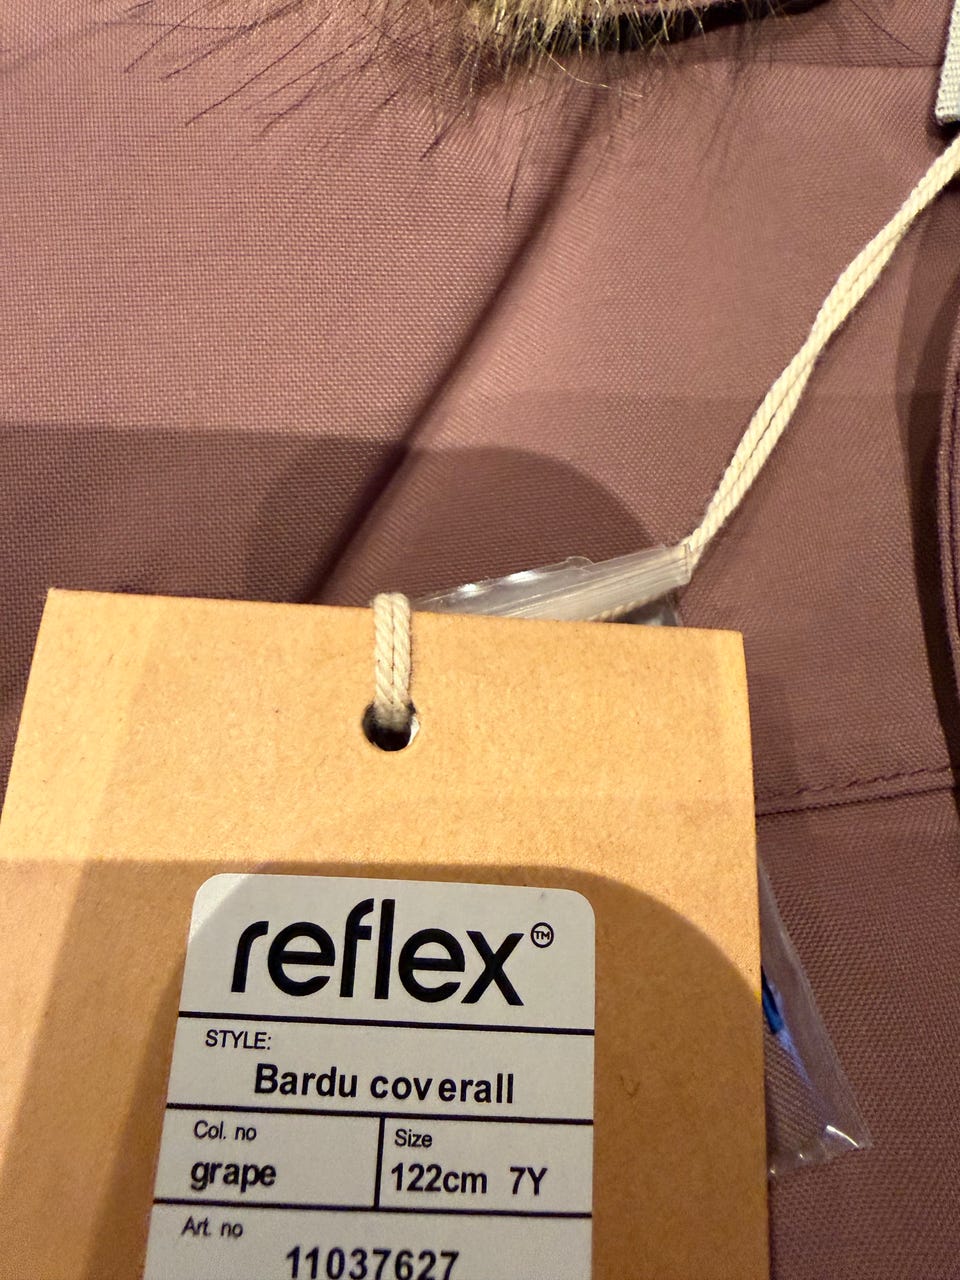 reflex™
STYLE:
Bardu coverall
Col. no Size
grape 122cm 7Y
Art. no
11037627